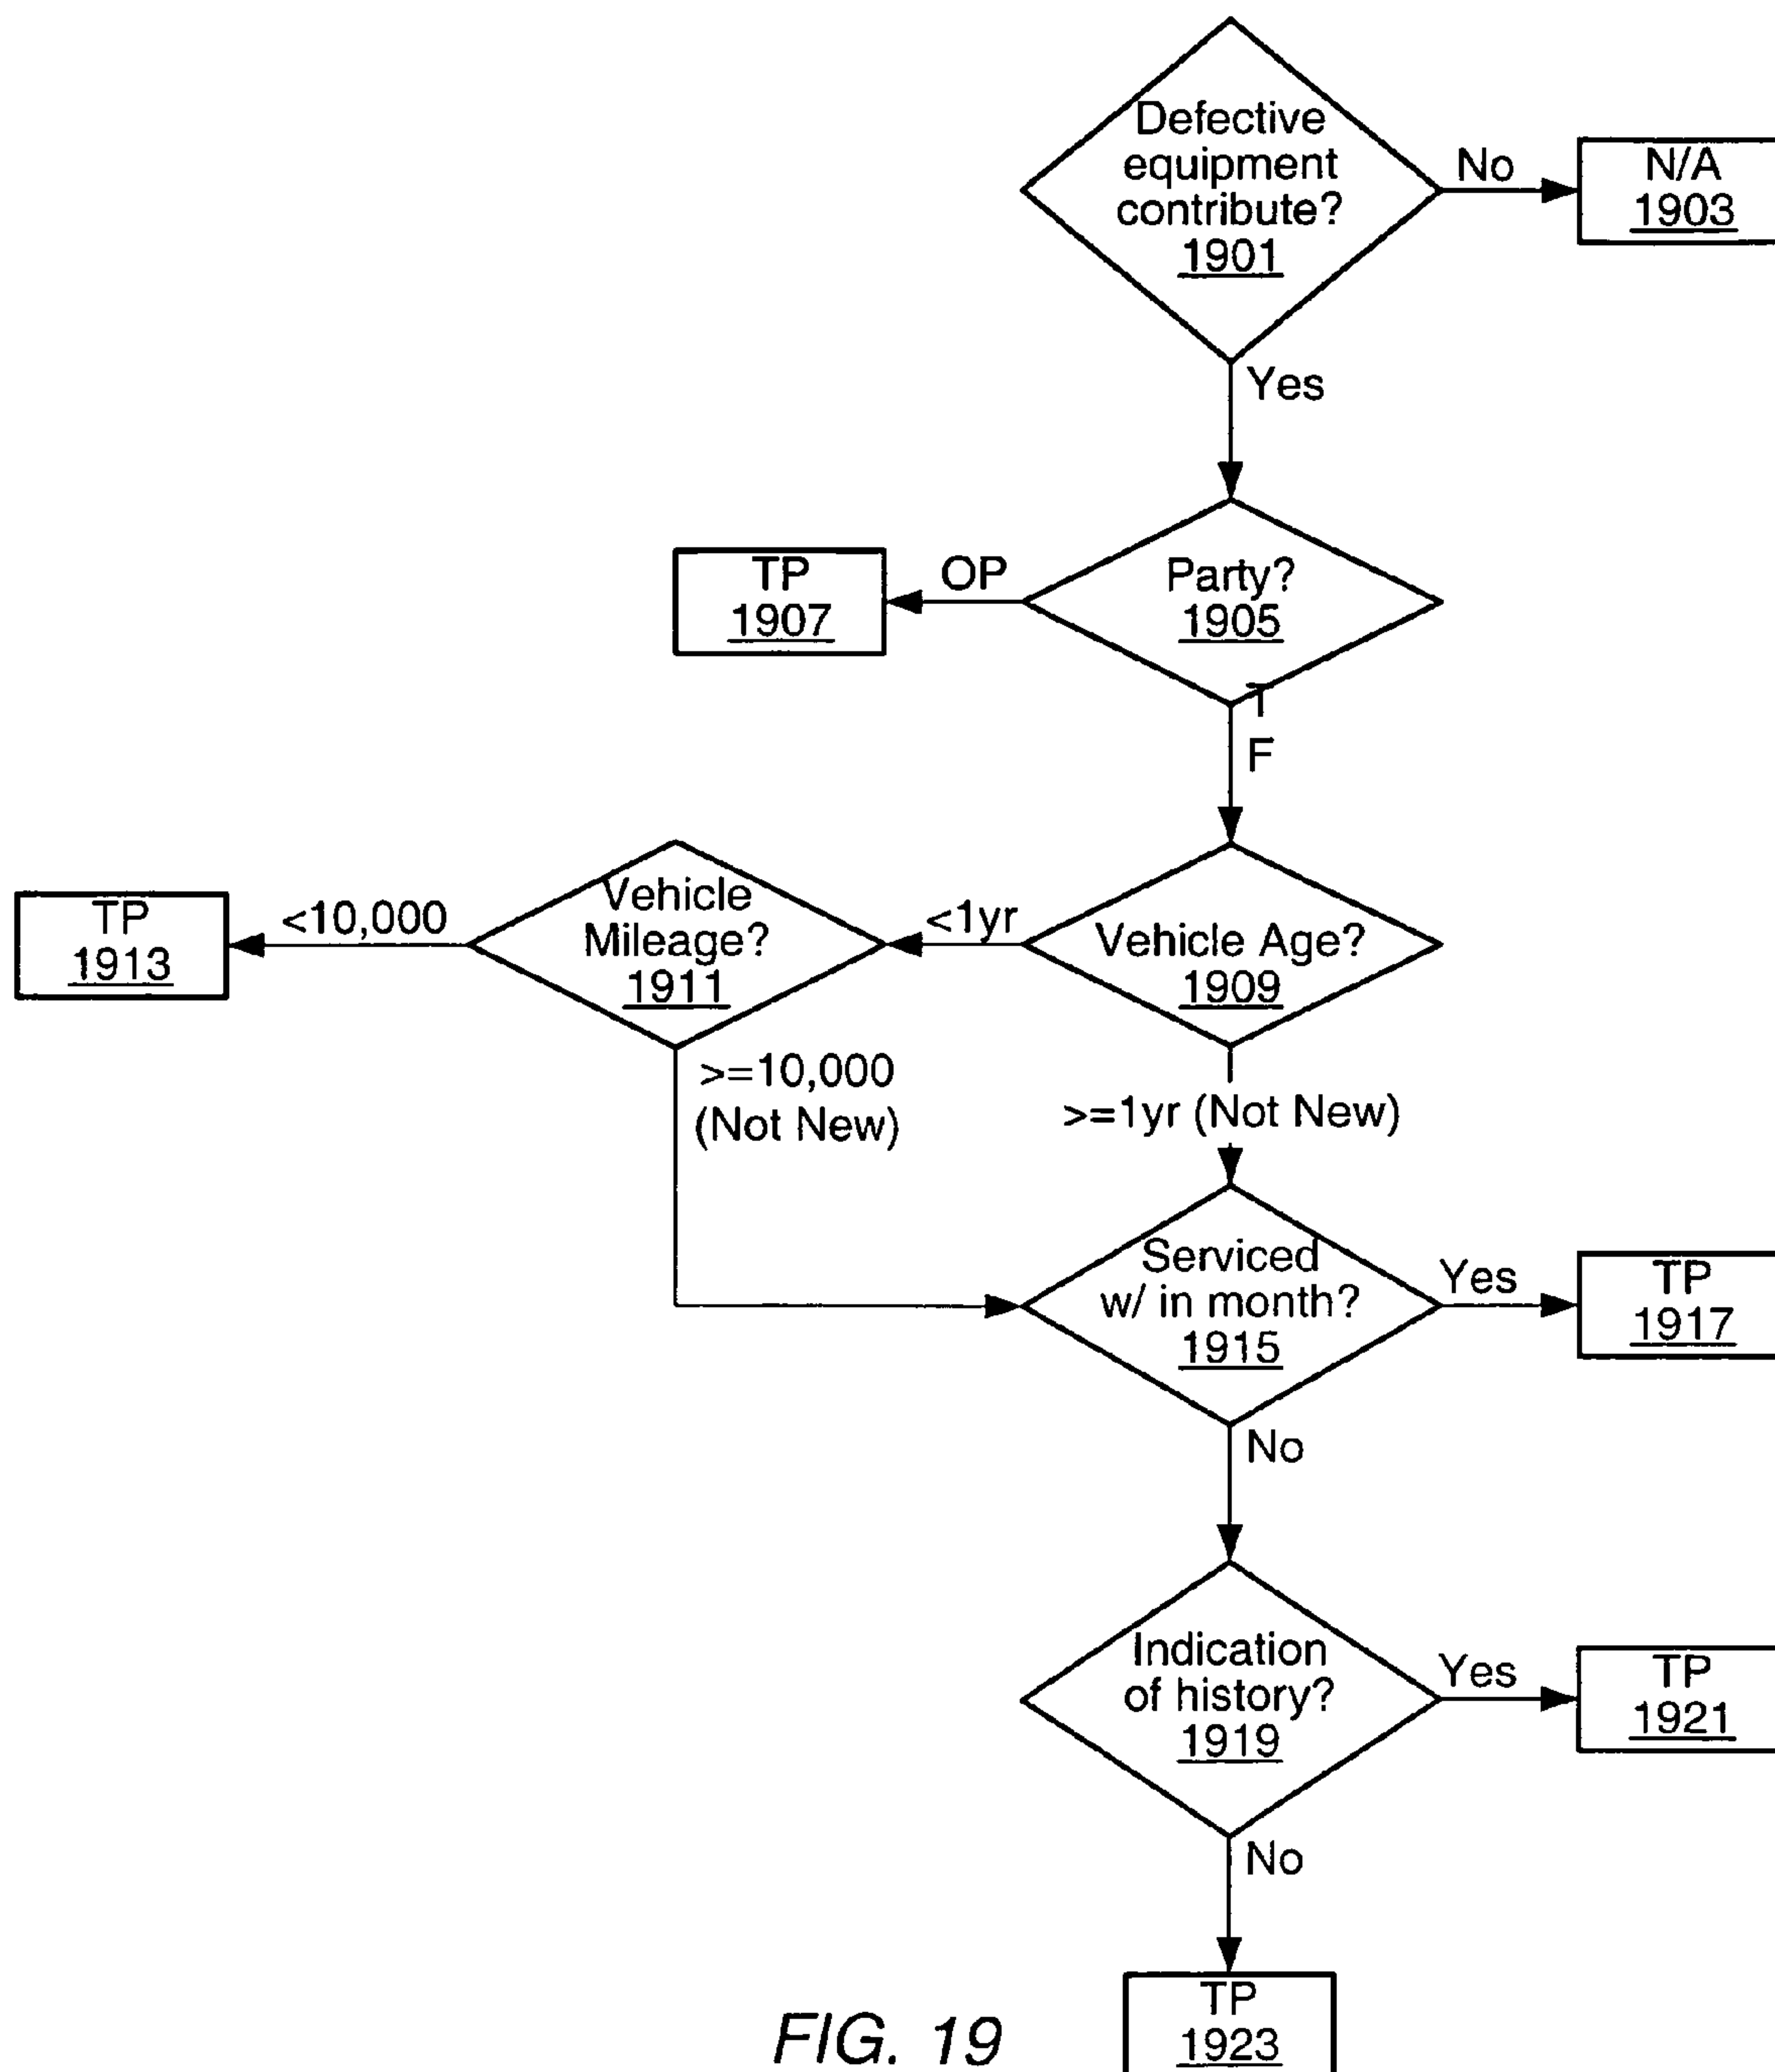 Defective
equipment
contribute?
1901
No
N/A
1903
Yes
Party?
1905
OP
TP
1907
T
F
Vehicle Age?
1909
<1yr
Vehicle
Mileage?
1911
<10,000
TP
1913
>=10,000
(Not New)
>=1yr (Not New)
Serviced
w/ in month?
1915
Yes
TP
1917
No
Indication
of history?
1919
Yes
TP
1921
No
TP
1923
FIG. 19